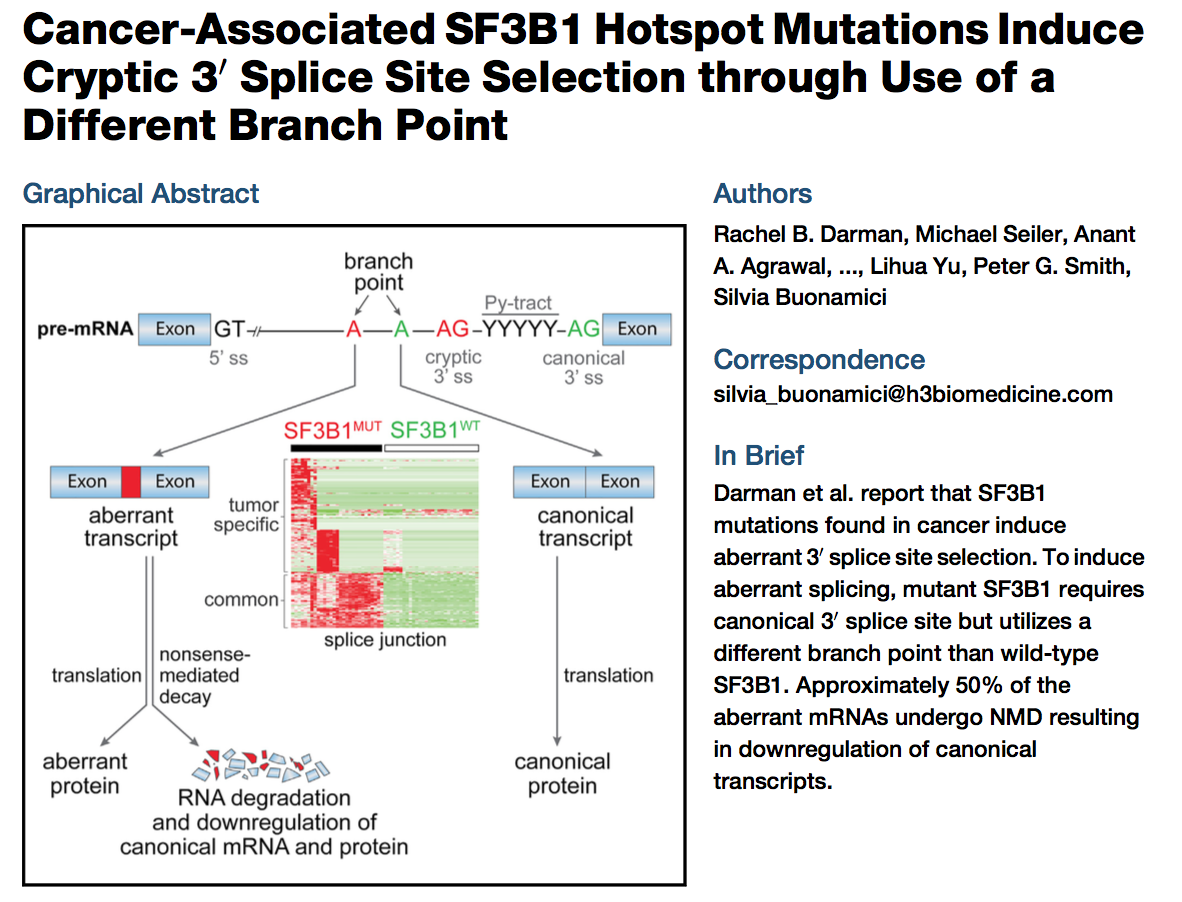 Cancer-Associated SF3B1 Hotspot Mutations Induce
Cryptic 3′ Splice Site Selection through Use of a
Different Branch Point
Graphical Abstract
branch
point
Py-tract
pre-mRNA Exon GT A A AG-YYYYY-AG Exon
5' ss
cryptic
3' ss
canonical
3' ss
SF3B1MUT SF3B1WT
Exon Exon
aberrant
transcript
tumor
specific
common
splice junction
Exon Exon
canonical
transcript
translation
nonsense-
mediated
decay
translation
aberrant
protein
RNA degradation
and downregulation of
canonical mRNA and protein
canonical
protein
Authors
Rachel B. Darman, Michael Seiler, Anant
A. Agrawal, ..., Lihua Yu, Peter G. Smith,
Silvia Buonamici
Correspondence
silvia_buonamici@h3biomedicine.com
In Brief
Darman et al. report that SF3B1
mutations found in cancer induce
aberrant 3′ splice site selection. To induce
aberrant splicing, mutant SF3B1 requires
canonical 3′ splice site but utilizes a
different branch point than wild-type
SF3B1. Approximately 50% of the
aberrant mRNAs undergo NMD resulting
in downregulation of canonical
transcripts.